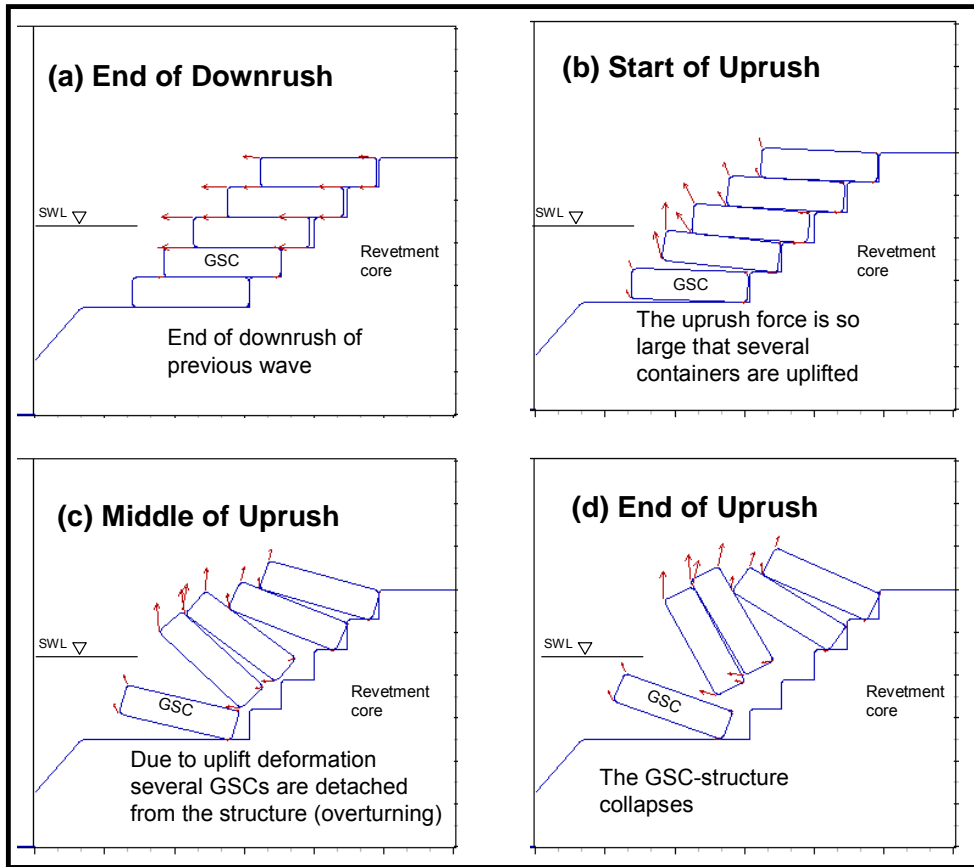 (a) End of Downrush
SWL
GSC
Revetment
core
End of downrush of
previous wave
(b) Start of Uprush
SWL
GSC
Revetment
core
The uprush force is so
large that several
containers are uplifted
(c) Middle of Uprush
SWL
GSC
Revetment
core
Due to uplift deformation
several GSCs are detached
from the structure (overturning)
(d) End of Uprush
SWL
GSC
Revetment
core
The GSC-structure
collapses